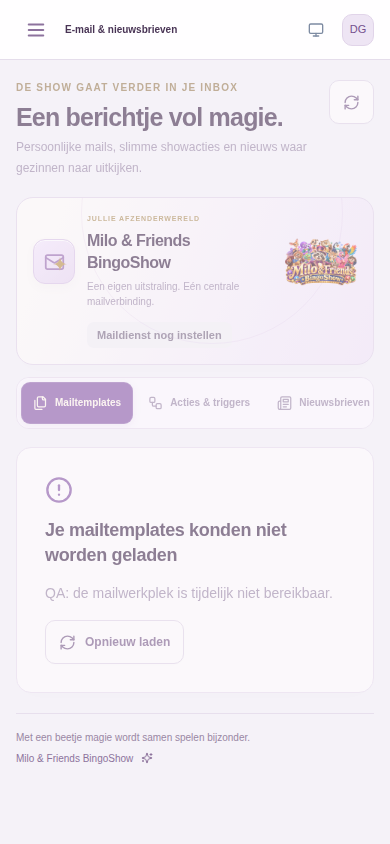 E-mail & nieuwsbrieven
DG
DE SHOW GAAT VERDER IN JE INBOX
Een berichtje vol magie.
Persoonlijke mails, slimme showacties en nieuws waar
gezinnen naar uitkijken.
JULLIE AFZENDERWERELD
Milo & Friends
BingoShow
Een eigen uitstraling. Eén centrale
mailverbinding.
Maildienst nog instellen
Milo & Friends
BingoShow
Mailtemplates
Acties & triggers
Nieuwsbrieven
Je mailtemplates konden niet
worden geladen
QA: de mailwerkplek is tijdelijk niet bereikbaar.
Opnieuw laden
Met een beetje magie wordt samen spelen bijzonder.
Milo & Friends BingoShow